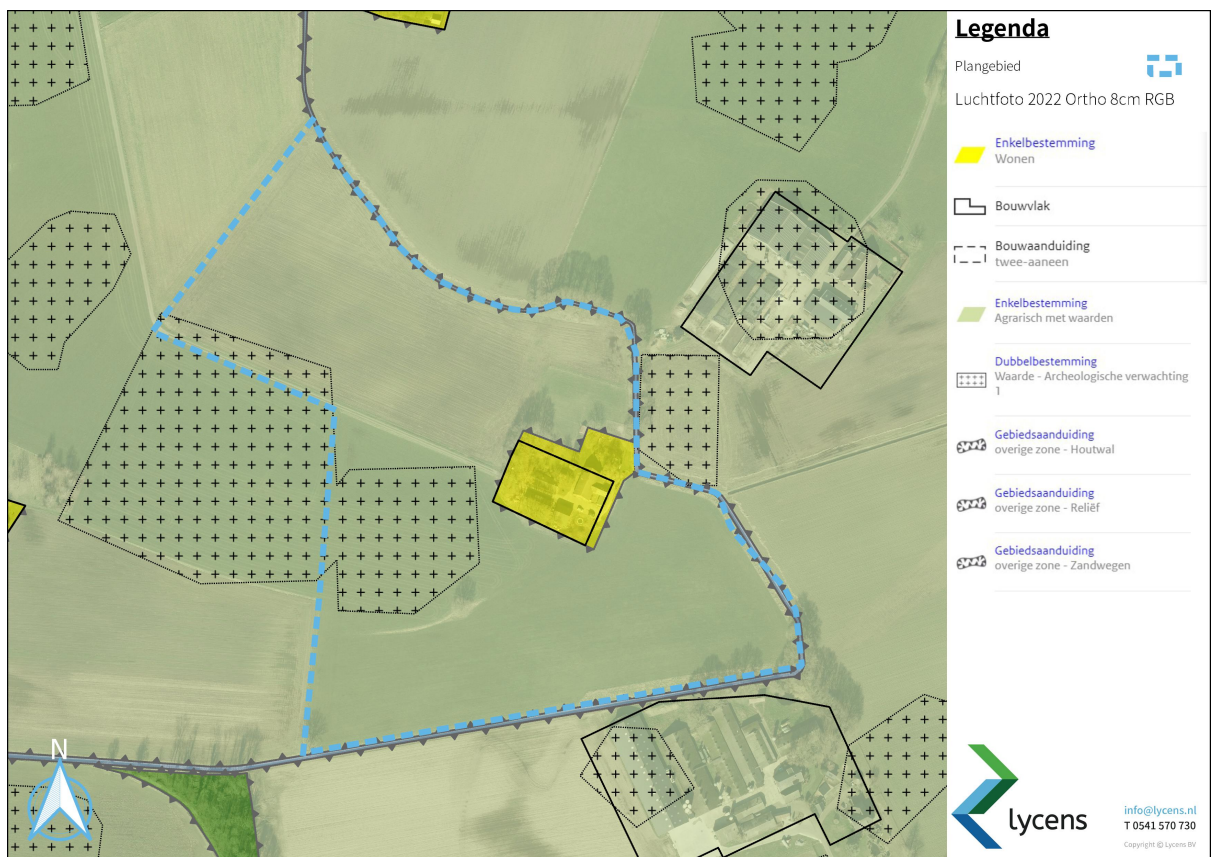 Legenda
Plangebied
Luchtfoto 2022 Ortho 8cm RGB
Enkelbestemming
Wonen
Bouwvlak
Bouwaanduiding
twee-aaneen
Enkelbestemming
Agrarisch met waarden
Dubbelbestemming
Waarde - Archeologische verwachting
1
Gebiedsaanduiding
overige zone - Houtwal
Gebiedsaanduiding
overige zone - Reliëf
Gebiedsaanduiding
overige zone - Zandwegen
N
lycens
info@lycens.nl
T 0541 570 730
Copyright © Lycens BV